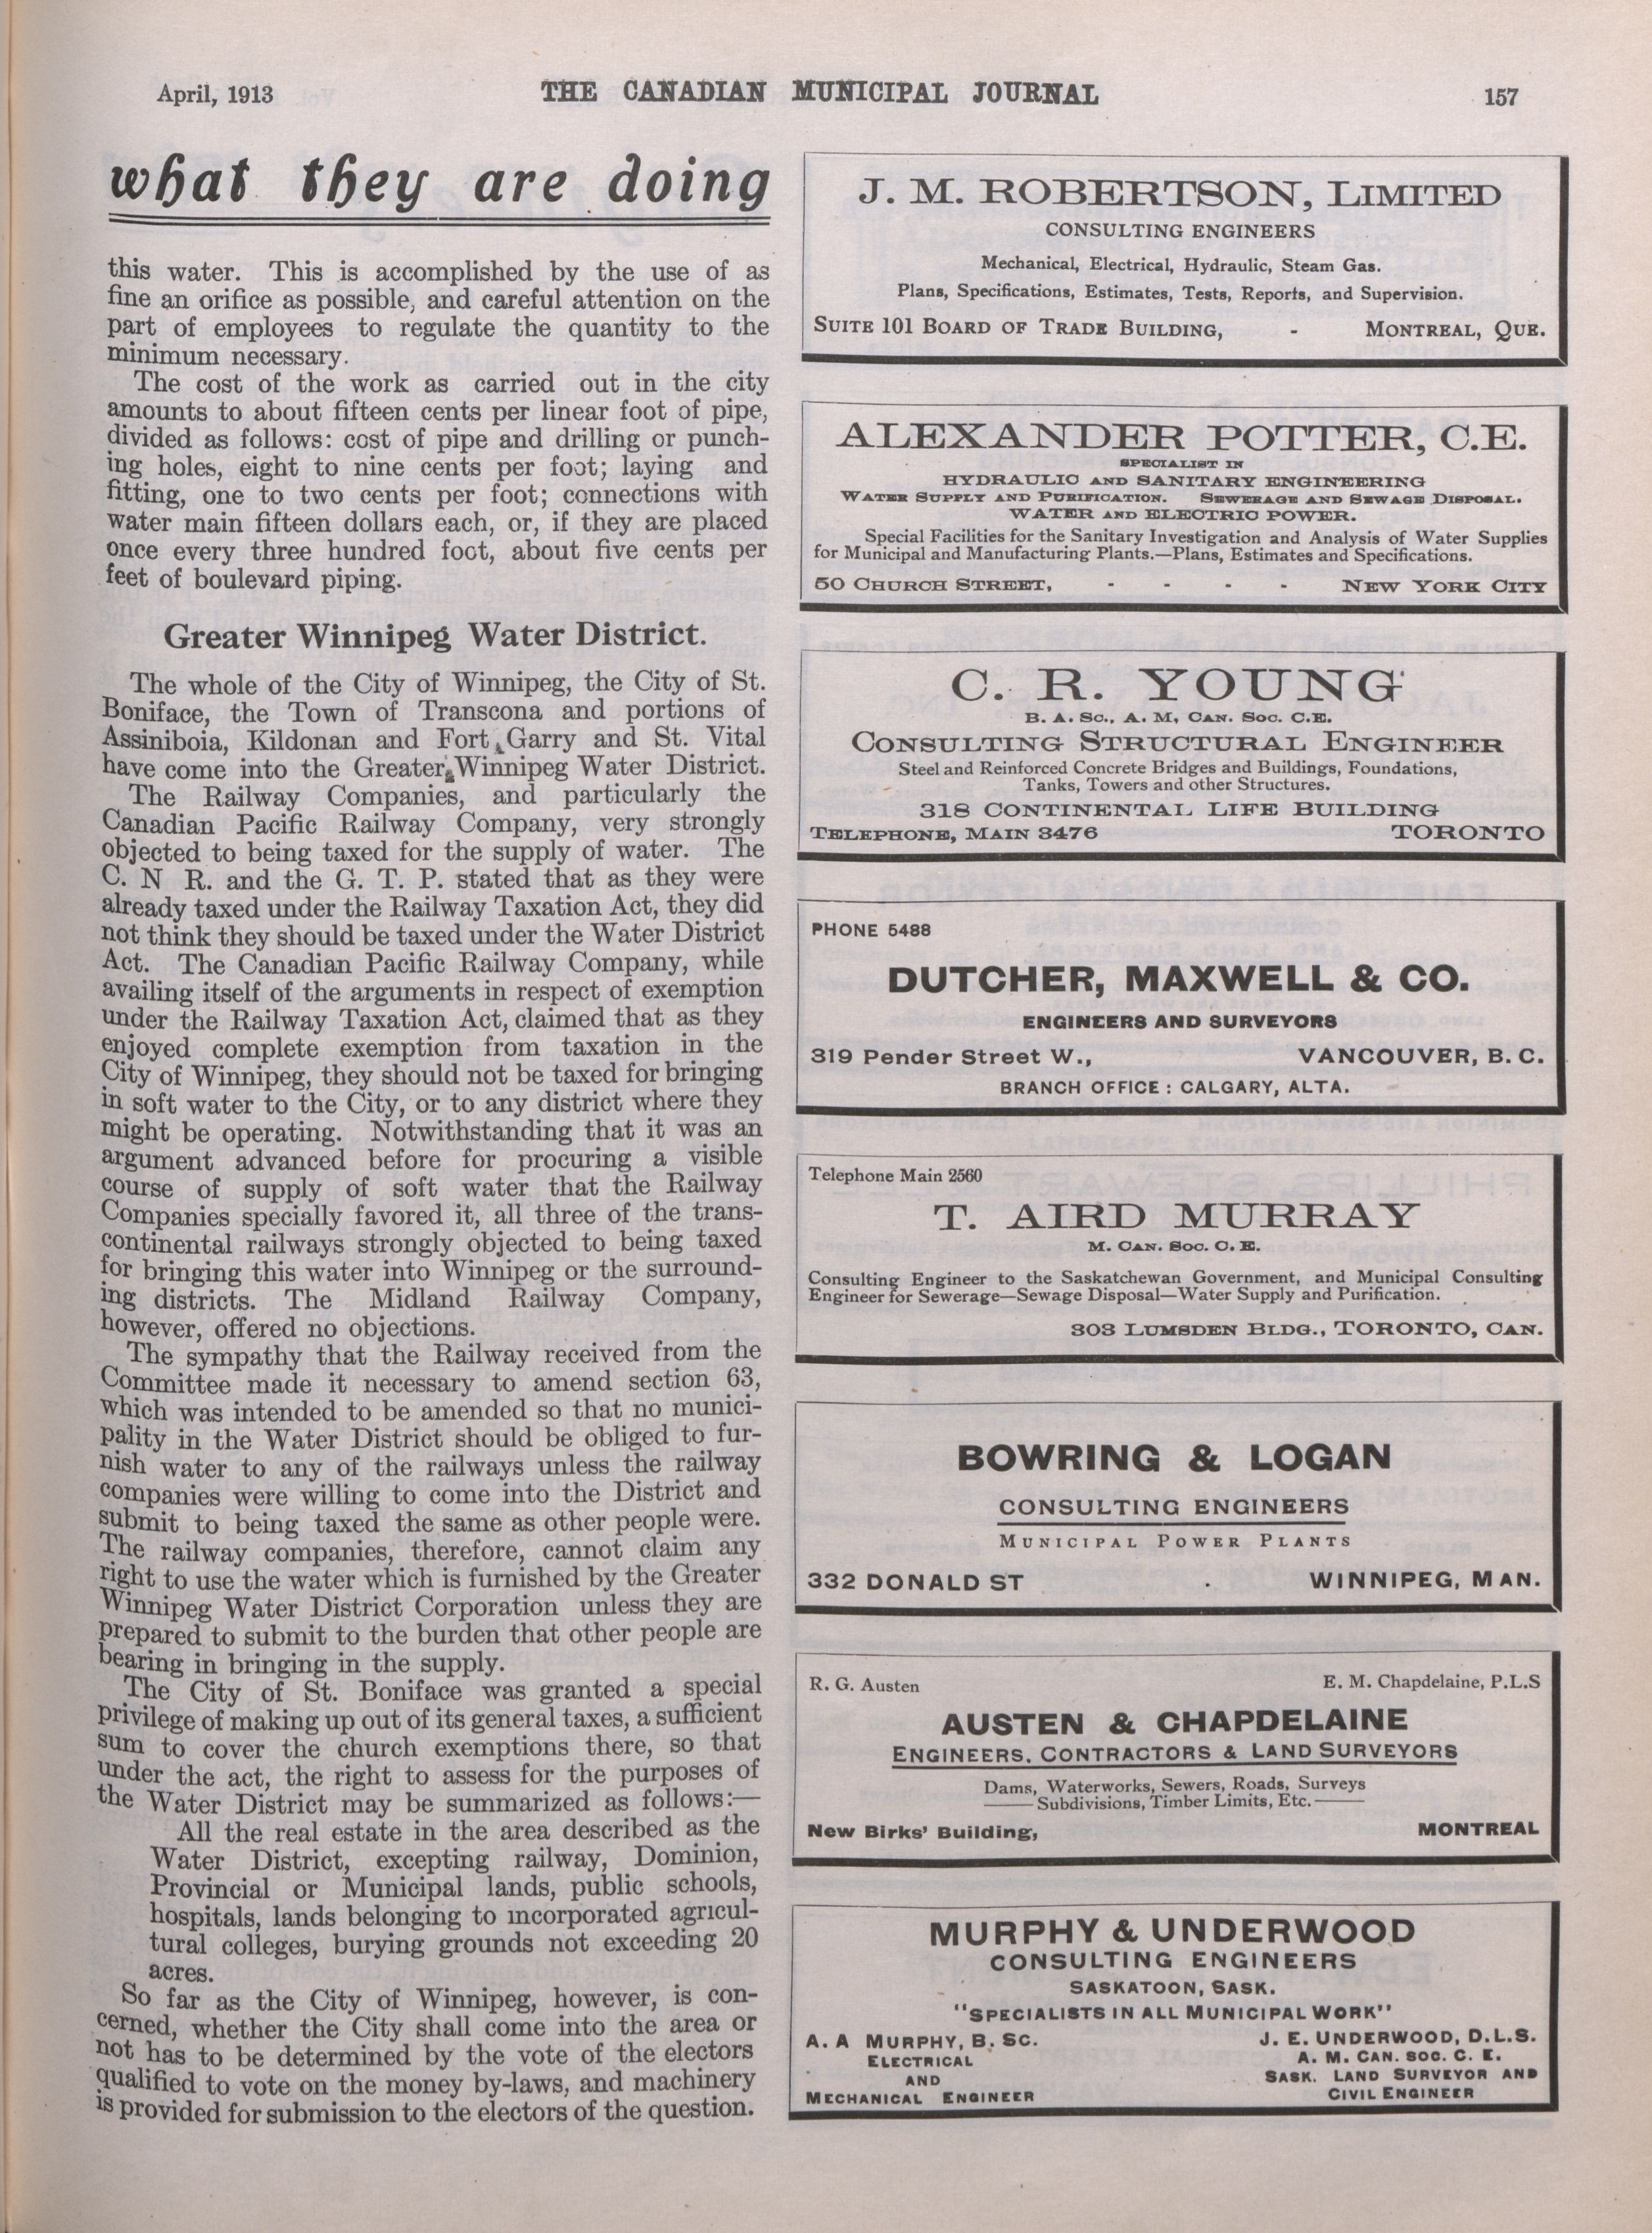 April, 1913
THE CANADIAN MUNICIPAL JOURNAL
157
what they are doing
this water. This is accomplished by the use of as
fine an orifice as possible, and careful attention on the
part of employees to regulate the quantity to the
minimum necessary.
The cost of the work as carried out in the city
amounts to about fifteen cents per linear foot of pipe,
divided as follows: cost of pipe and drilling or punch-
ing holes, eight to nine cents per foot; laying and
fitting, one to two cents per foot; connections with
water main fifteen dollars each, or, if they are placed
once every three hundred foot, about five cents per
feet of boulevard piping.
Greater Winnipeg Water District.
The whole of the City of Winnipeg, the City of St.
Boniface, the Town of Transcona and portions of
Assiniboia, Kildonan and Fort Garry and St. Vital
have come into the Greater Winnipeg Water District.
The Railway Companies, and particularly the
Canadian Pacific Railway Company, very strongly
objected to being taxed for the supply of water. The
C. N R. and the G. T. P. stated that as they were
already taxed under the Railway Taxation Act, they did
not think they should be taxed under the Water District
Act. The Canadian Pacific Railway Company, while
availing itself of the arguments in respect of exemption
under the Railway Taxation Act, claimed that as they
enjoyed complete exemption from taxation in the
City of Winnipeg, they should not be taxed for bringing
in soft water to the City, or to any district where they
might be operating. Notwithstanding that it was an
argument advanced before for procuring a visible
course of supply of soft water that the Railway
Companies specially favored it, all three of the trans-
continental railways strongly objected to being taxed
for bringing this water into Winnipeg or the surround-
ing districts. The Midland Railway Company,
however, offered no objections.
The sympathy that the Railway received from the
Committee made it necessary to amend section 63,
which was intended to be amended so that no munici-
pality in the Water District should be obliged to fur-
nish water to any of the railways unless the railway
companies were willing to come into the District and
submit to being taxed the same as other people were.
The railway companies, therefore, cannot claim any
right to use the water which is furnished by the Greater
Winnipeg Water District Corporation unless they are
prepared to submit to the burden that other people are
bearing in bringing in the supply.
The City of St. Boniface was granted a special
privilege of making up out of its general taxes, a sufficient
sum to cover the church exemptions there, so that
under the act, the right to assess for the purposes of
the Water District may be summarized as follows:—
All the real estate in the area described as the
Water District, excepting railway, Dominion,
Provincial or Municipal lands, public schools,
hospitals, lands belonging to incorporated agricul-
tural colleges, burying grounds not exceeding 20
acres.
So far as the City of Winnipeg, however, is con-
cerned, whether the City shall come into the area or
not has to be determined by the vote of the electors
qualified to vote on the money by-laws, and machinery
is provided for submission to the electors of the question.
J. M. ROBERTSON, LIMITED
CONSULTING ENGINEERS
Mechanical, Electrical, Hydraulic, Steam Gas.
Plans, Specifications, Estimates, Tests, Reports, and Supervision.
SUITE 101 BOARD OF TRADE BUILDING, - MONTREAL, QUE.
ALEXANDER POTTER, C.E.
SPECIALIST IN
HYDRAULIC AND SANITARY ENGINEERING
WATER SUPPLY AND PURIFICATION. SEWERAGE AND SEWAGE DISPOSAL.
WATER AND ELECTRIC POWER.
Special Facilities for the Sanitary Investigation and Analysis of Water Supplies
for Municipal and Manufacturing Plants.—Plans, Estimates and Specifications.
50 CHURCH STREET, - - - - NEW YORK CITY
C. R. YOUNG
B. A. SC., A. M, CAN. SOC. C.E.
CONSULTING STRUCTURAL ENGINEER
Steel and Reinforced Concrete Bridges and Buildings, Foundations,
Tanks, Towers and other Structures.
318 CONTINENTAL LIFE BUILDING
TELEPHONE, MAIN 3476 TORONTO
PHONE 5488
DUTCHER, MAXWELL & CO.
ENGINEERS AND SURVEYORS
319 Pender Street W., VANCOUVER, B. C.
BRANCH OFFICE : CALGARY, ALTA.
Telephone Main 2560
T. AIRD MURRAY
M. CAN. SOC. C. E.
Consulting Engineer to the Saskatchewan Government, and Municipal Consulting
Engineer for Sewerage—Sewage Disposal—Water Supply and Purification.
303 LUMSDEN BLDG., TORONTO, CAN.
BOWRING & LOGAN
CONSULTING ENGINEERS
MUNICIPAL POWER PLANTS
332 DONALD ST . WINNIPEG, MAN.
R. G. Austen E. M. Chapdelaine, P.L.S
AUSTEN & CHAPDELAINE
ENGINEERS. CONTRACTORS & LAND SURVEYORS
Dams, Waterworks, Sewers, Roads, Surveys
Subdivisions, Timber Limits, Etc.
New Birks' Building, MONTREAL
MURPHY & UNDERWOOD
CONSULTING ENGINEERS
SASKATOON, SASK.
"SPECIALISTS IN ALL MUNICIPAL WORK"
A. A MURPHY, B. SC. J. E. UNDERWOOD, D.L.S.
ELECTRICAL A. M. CAN. SOC. C. E.
AND SASK. LAND SURVEYOR AND
MECHANICAL ENGINEER CIVIL ENGINEER